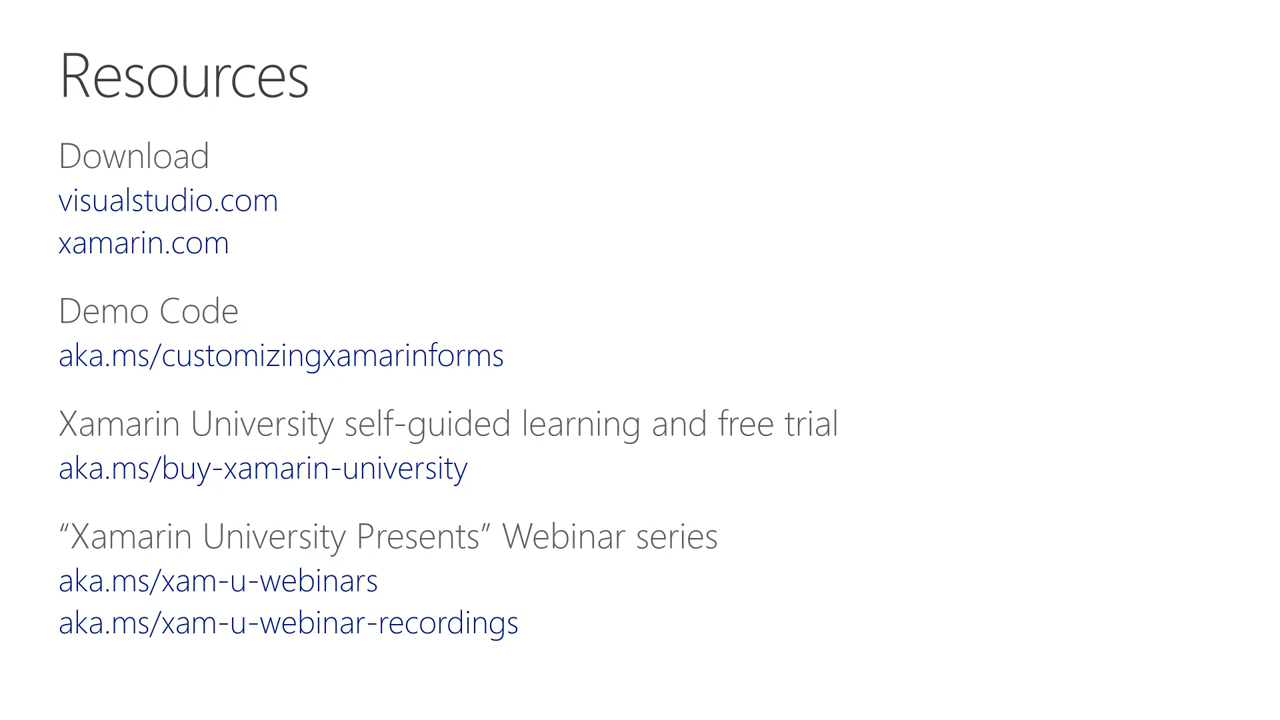 Resources
Download
visualstudio.com
xamarin.com
Demo Code
aka.ms/customizingxamarinforms
Xamarin University self-guided learning and free trial
aka.ms/buy-xamarin-university
“Xamarin University Presents” Webinar series
aka.ms/xam-u-webinars
aka.ms/xam-u-webinar-recordings